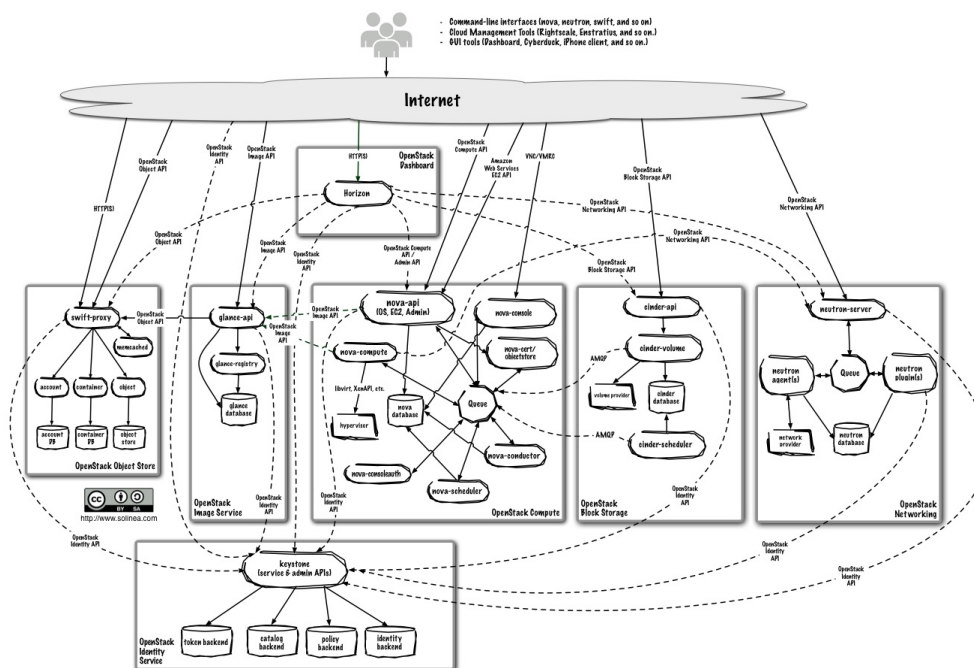 - Command-line interfaces (nova, neutron, swift, and so on)
- Cloud Management Tools (Rightscale, Enstratius, and so on.)
- GUI tools (Dashboard, Cyberduck, iPhone client, and so on.)
Internet
HTTP(S)
OpenStack
Object API
OpenStack
Identity
API
OpenStack
Image API
HTTP(S)
OpenStack
Dashboard
Horizon
OpenStack
Compute API
Amazon
Web Services
EC2 API
VNC/VMRC
OpenStack
Block Storage API
OpenStack
Networking API
OpenStack
Networking API
OpenStack
Networking API
OpenStack
Object API
OpenStack
Image API
OpenStack
Identity
API
OpenStack Compute
API /
Admin API
OpenStack
Block Storage API
swift-proxy
memcached
account
container
object
account
DB
container
DB
object
store
OpenStack Object Store
OpenStack
Object API
glance-api
glance-registry
glance
database
OpenStack
Image Service
OpenStack
Image API
OpenStack
Image API
nova-api
(OS, EC2, Admin)
nova-console
nova-cert/
objectstore
nova-compute
libvirt, XenAPI, etc.
hypervisor
nova
database
Queue
nova-conductor
nova-consoleauth
nova-scheduler
OpenStack Compute
AMQP
AMQP
cinder-api
cinder-volume
volume provider
cinder
database
cinder-scheduler
OpenStack
Block Storage
neutron-server
neutron
agent(s)
Queue
neutron
plugin(s)
network
provider
neutron
database
OpenStack
Networking
CC BY SA
http://www.solinea.com
OpenStack
Identity API
OpenStack
Identity
API
OpenStack
Identity
API
OpenStack
Identity
API
OpenStack
Identity
API
OpenStack
Identity
API
keystone
(service & admin APIs)
token backend
catalog
backend
policy
backend
identity
backend
OpenStack
Identity
Service